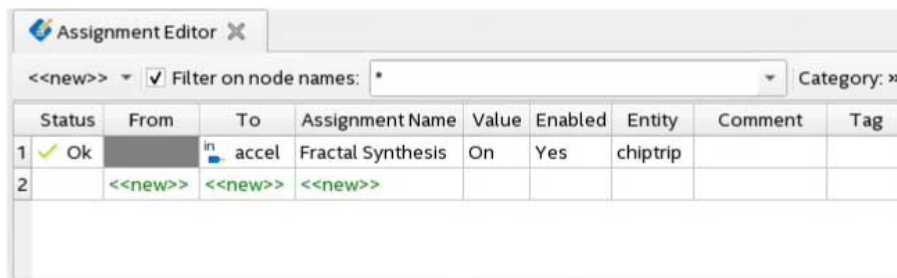 Assignment Editor
<<new>> Filter on node names: * Category: »
Status From To Assignment Name Value Enabled Entity Comment Tag
1 Ok in accel Fractal Synthesis On Yes chiptrip
2 <<new>> <<new>> <<new>>